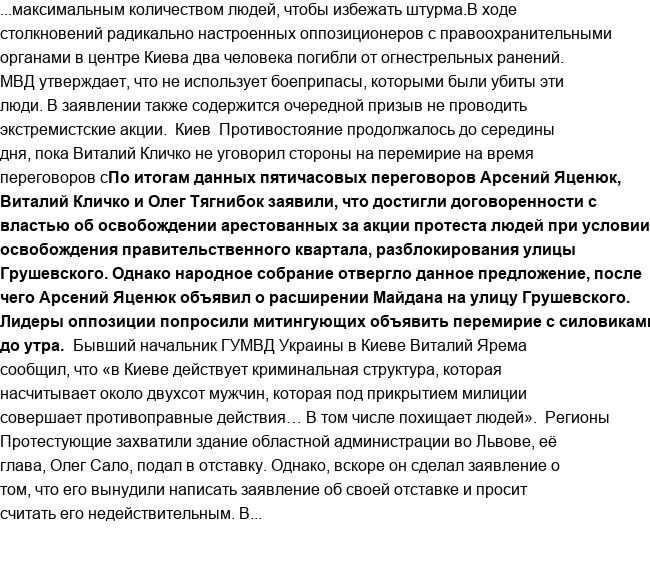 ...максимальным количеством людей, чтобы избежать штурма.В ходе
столкновений радикально настроенных оппозиционеров с правоохранительными
органами в центре Киева два человека погибли от огнестрельных ранений.
МВД утверждает, что не использует боеприпасы, которыми были убиты эти
люди. В заявлении также содержится очередной призыв не проводить
экстремистские акции.  Киев  Противостояние продолжалось до середины
дня, пока Виталий Кличко не уговорил стороны на перемирие на время
переговоров сПо итогам данных пятичасовых переговоров Арсений Яценюк,
Виталий Кличко и Олег Тягнибок заявили, что достигли договоренности с
властью об освобождении арестованных за акции протеста людей при условии
освобождения правительственного квартала, разблокирования улицы
Грушевского. Однако народное собрание отвергло данное предложение, после
чего Арсений Яценюк объявил о расширении Майдана на улицу Грушевского.
Лидеры оппозиции попросили митингующих объявить перемирие с силовиками
до утра.  Бывший начальник ГУМВД Украины в Киеве Виталий Ярема
сообщил, что «в Киеве действует криминальная структура, которая
насчитывает около двухсот мужчин, которая под прикрытием милиции
совершает противоправные действия… В том числе похищает людей».  Регионы
Протестующие захватили здание областной администрации во Львове, её
глава, Олег Сало, подал в отставку. Однако, вскоре он сделал заявление о
том, что его вынудили написать заявление об своей отставке и просит
считать его недействительным. В...